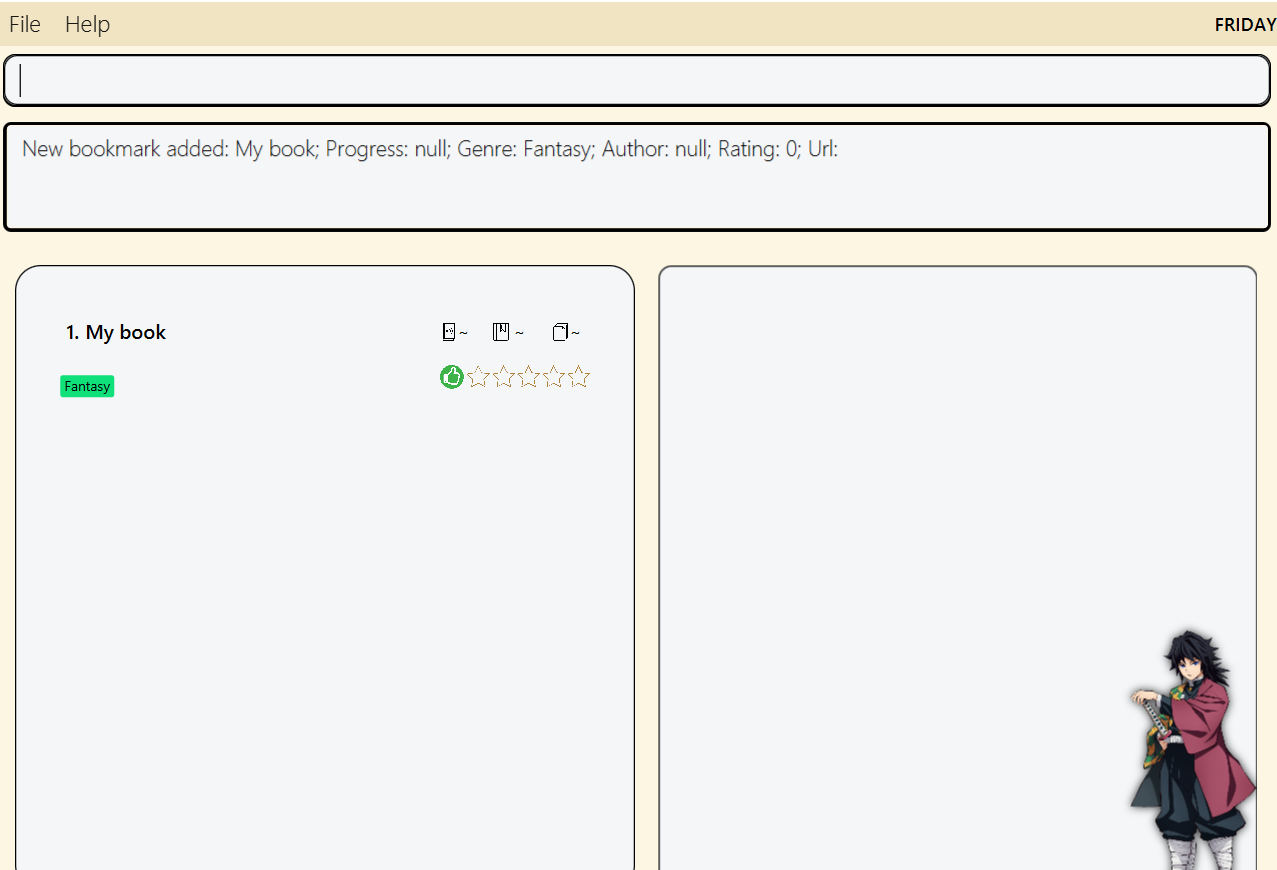 File Help FRIDAY
New bookmark added: My book; Progress: null; Genre: Fantasy; Author: null; Rating: 0; Url:
1. My book ~ ~ ~
Fantasy